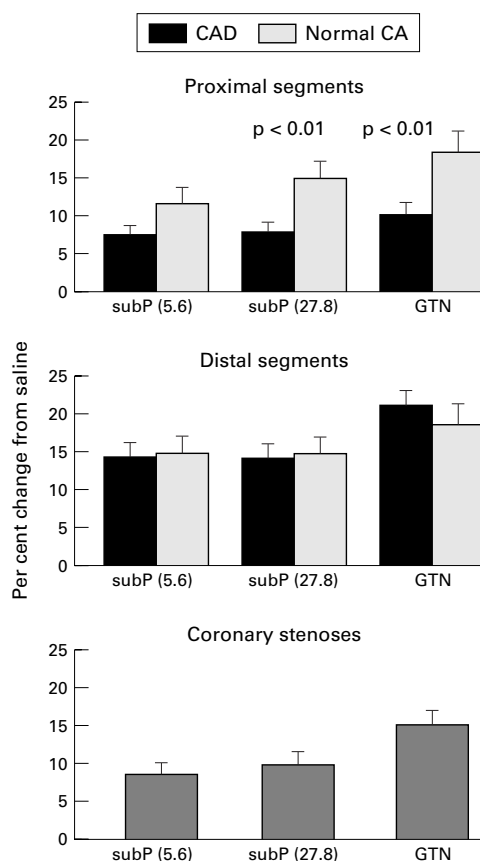 CAD Normal CA
Proximal segments
25
20
15
10
5
0
p < 0.01 p < 0.01
subP (5.6) subP (27.8) GTN
Distal segments
25
20
15
10
5
0
subP (5.6) subP (27.8) GTN
Per cent change from saline
Coronary stenoses
25
20
15
10
5
0
subP (5.6) subP (27.8) GTN